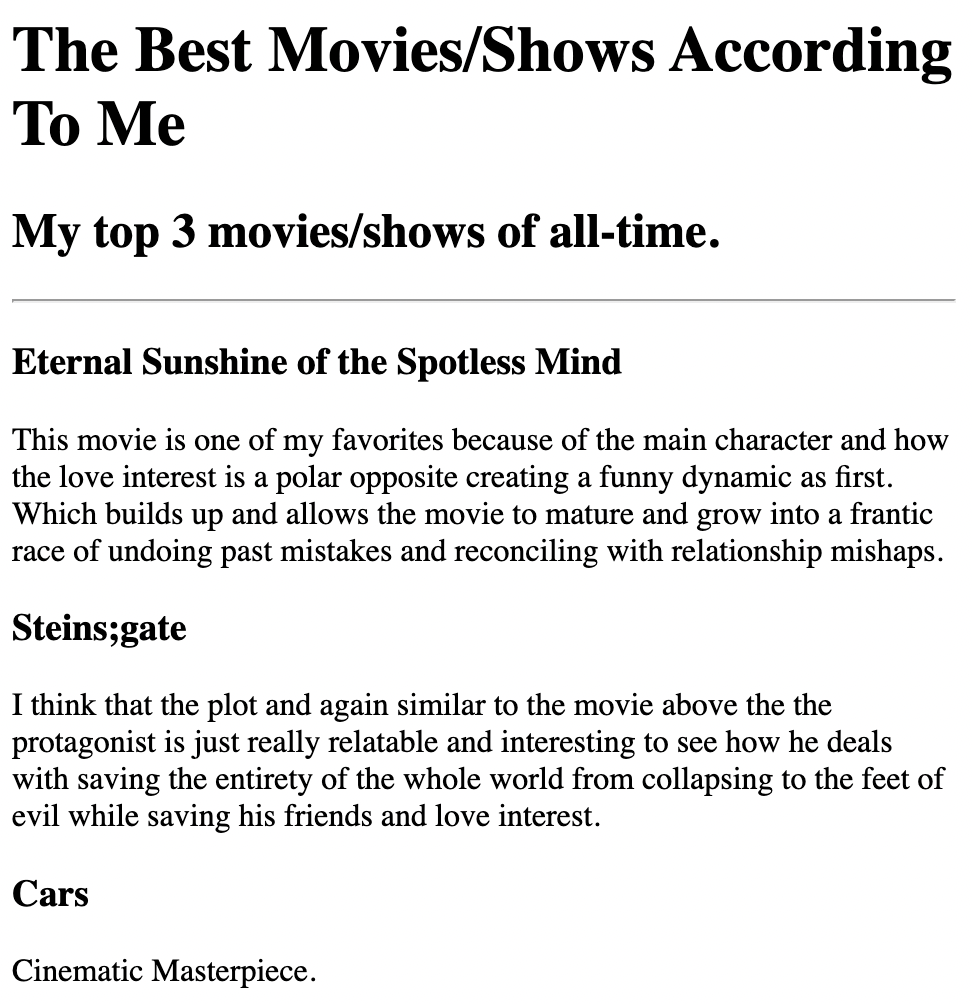 The Best Movies/Shows According
To Me
My top 3 movies/shows of all-time.
Eternal Sunshine of the Spotless Mind
This movie is one of my favorites because of the main character and how
the love interest is a polar opposite creating a funny dynamic as first.
Which builds up and allows the movie to mature and grow into a frantic
race of undoing past mistakes and reconciling with relationship mishaps.
Steins;gate
I think that the plot and again similar to the movie above the the
protagonist is just really relatable and interesting to see how he deals
with saving the entirety of the whole world from collapsing to the feet of
evil while saving his friends and love interest.
Cars
Cinematic Masterpiece.